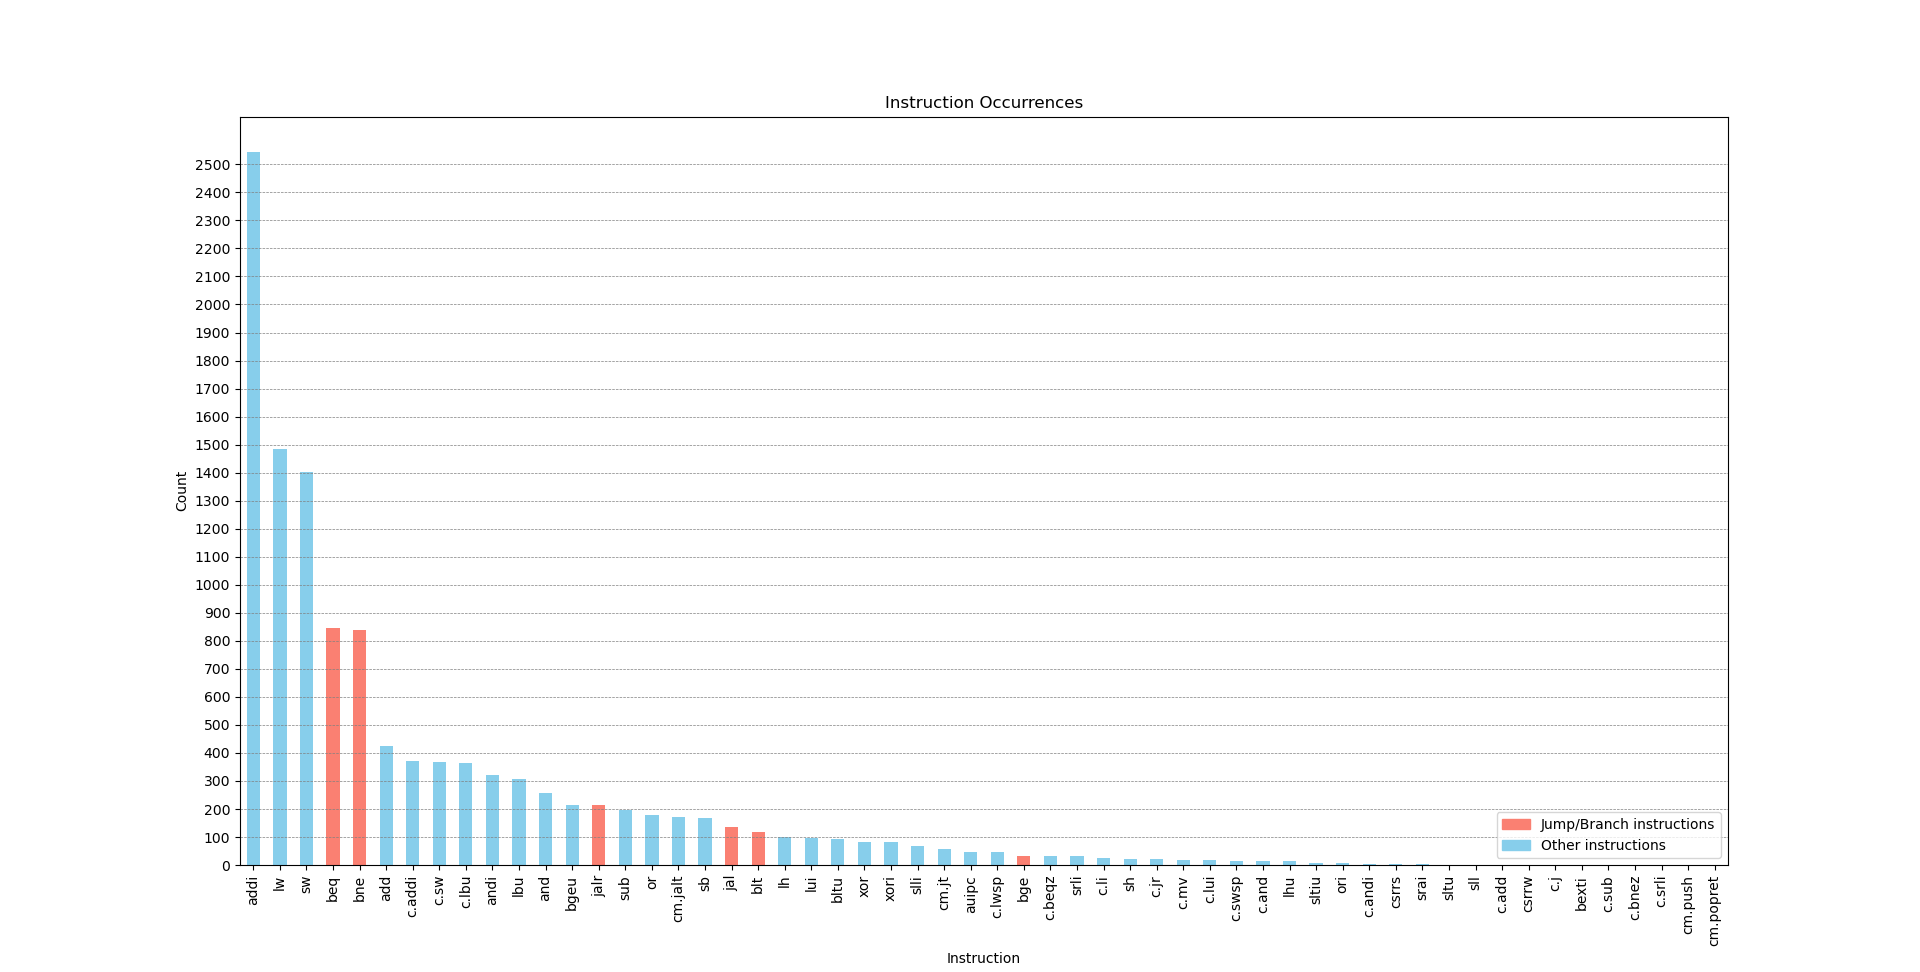 Instruction Occurrences
2500
2400
2300
2200
2100
2000
1900
1800
1700
1600
1500
1400
1300
1200
1100
1000
900
800
700
600
500
400
300
200
100
0
Count
Jump/Branch instructions
Other instructions
addi
lw
sw
beq
bne
add
c.addi
c.sw
c.lbu
andi
lbu
and
bgeu
jalr
sub
or
cm.jalt
sb
jal
blt
lh
lui
bltu
xor
xori
slli
cm.jt
auipc
c.lwsp
bge
c.beqz
srli
c.li
sh
c.jr
c.mv
c.lui
c.swsp
c.and
lhu
sltiu
ori
c.andi
csrrs
srai
sltu
sll
c.add
csrrw
c.j
bexti
c.sub
c.bnez
c.srli
cm.push
cm.popret
Instruction